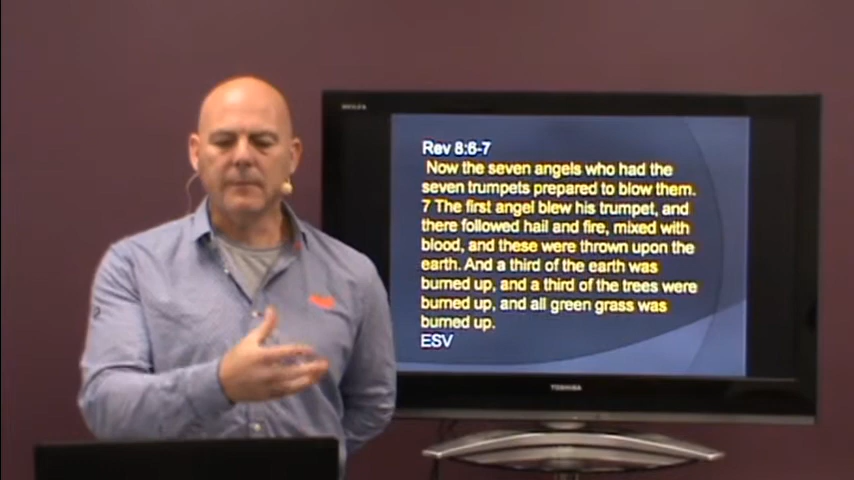 Rev 8:6-7
Now the seven angels who had the
seven trumpets prepared to blow them.
7 The first angel blew his trumpet, and
there followed hail and fire, mixed with
blood, and these were thrown upon the
earth. And a third of the earth was
burned up, and a third of the trees were
burned up, and all green grass was
burned up.
ESV
TOSHIBA